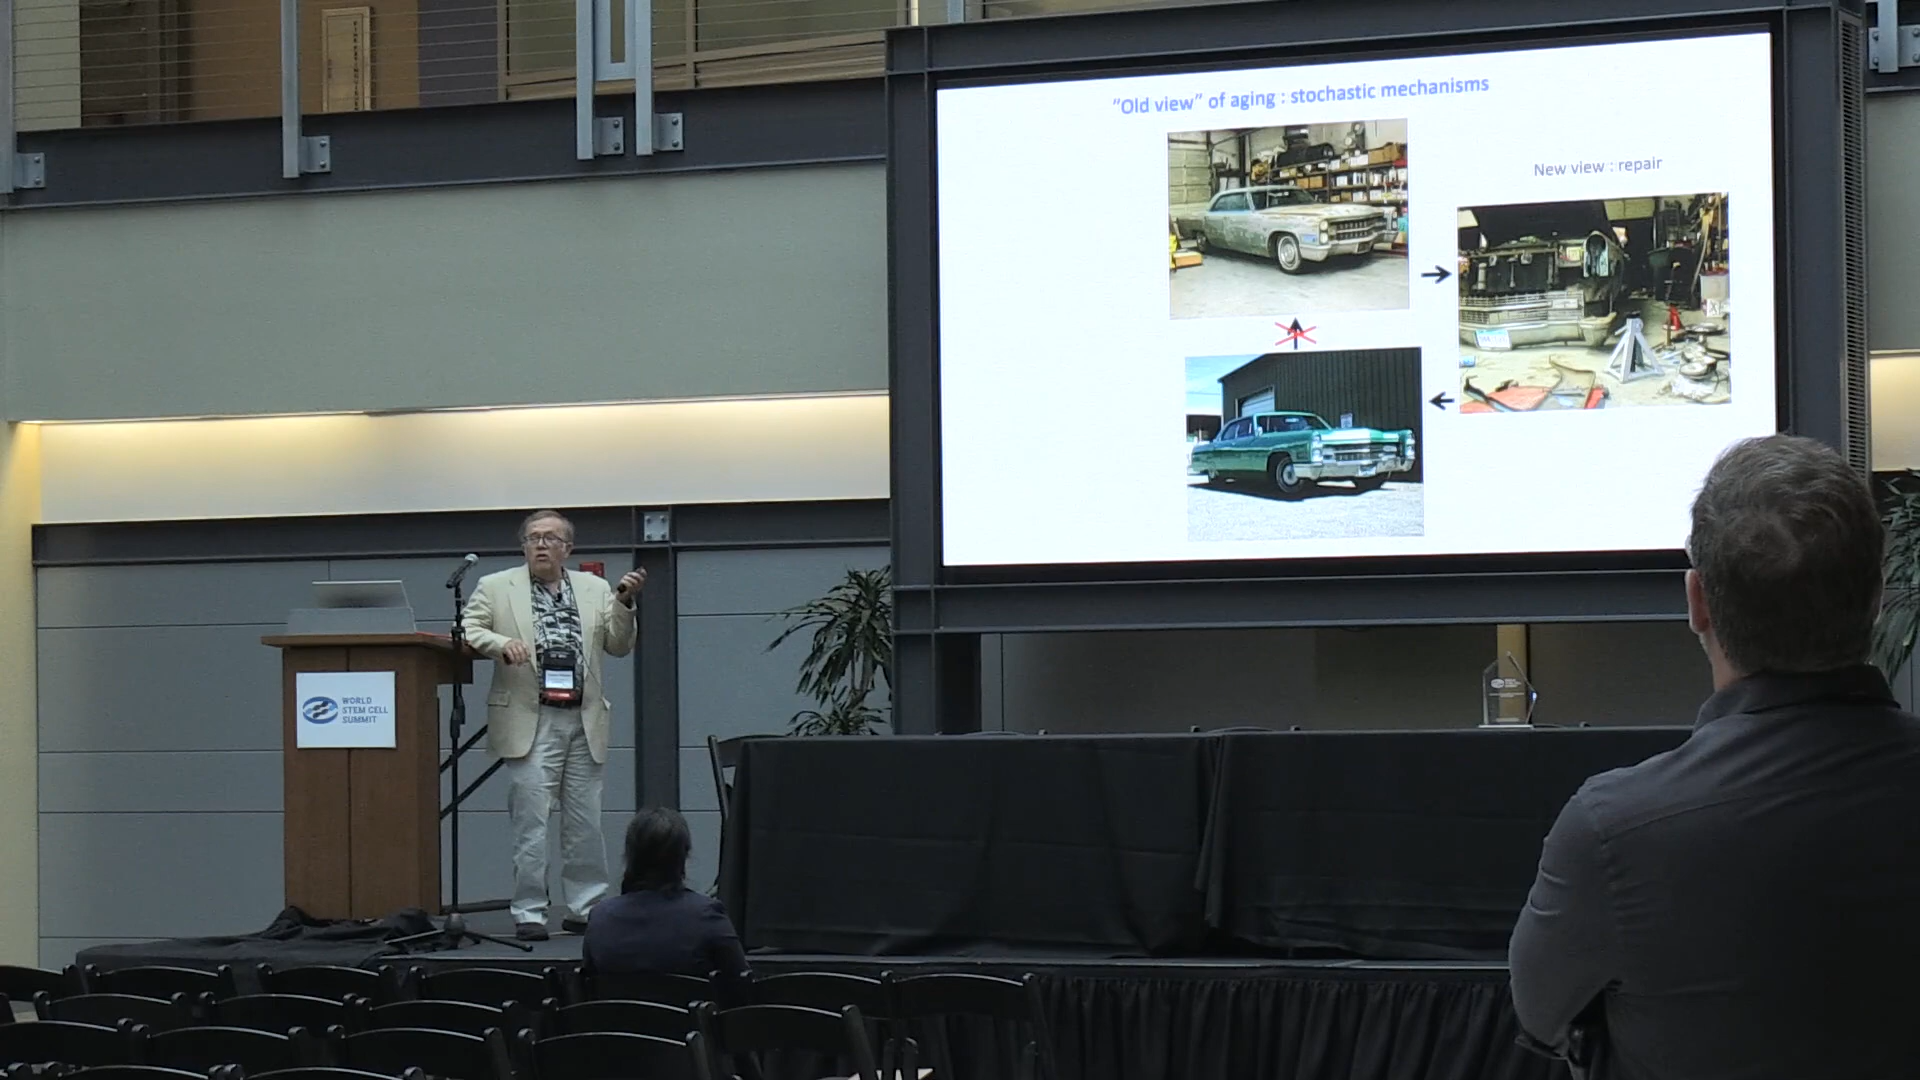 "Old view" of aging : stochastic mechanisms
New view : repair
WORLD
STEM CELL
SUMMIT